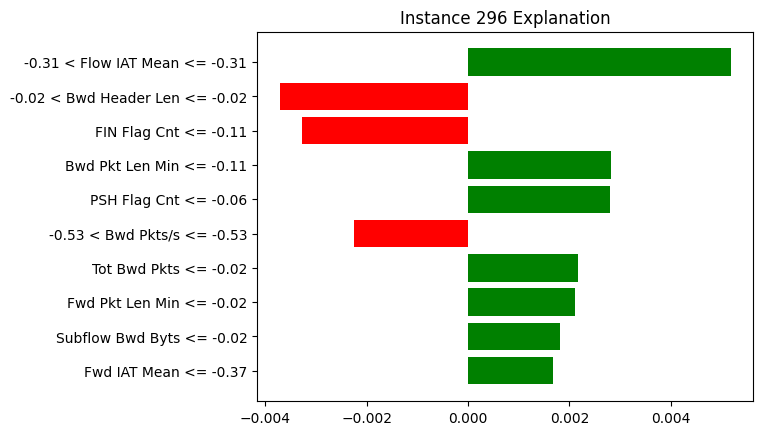 Instance 296 Explanation
-0.31 < Flow IAT Mean <= -0.31
-0.02 < Bwd Header Len <= -0.02
FIN Flag Cnt <= -0.11
Bwd Pkt Len Min <= -0.11
PSH Flag Cnt <= -0.06
-0.53 < Bwd Pkts/s <= -0.53
Tot Bwd Pkts <= -0.02
Fwd Pkt Len Min <= -0.02
Subflow Bwd Byts <= -0.02
Fwd IAT Mean <= -0.37
−0.004 −0.002 0.000 0.002 0.004